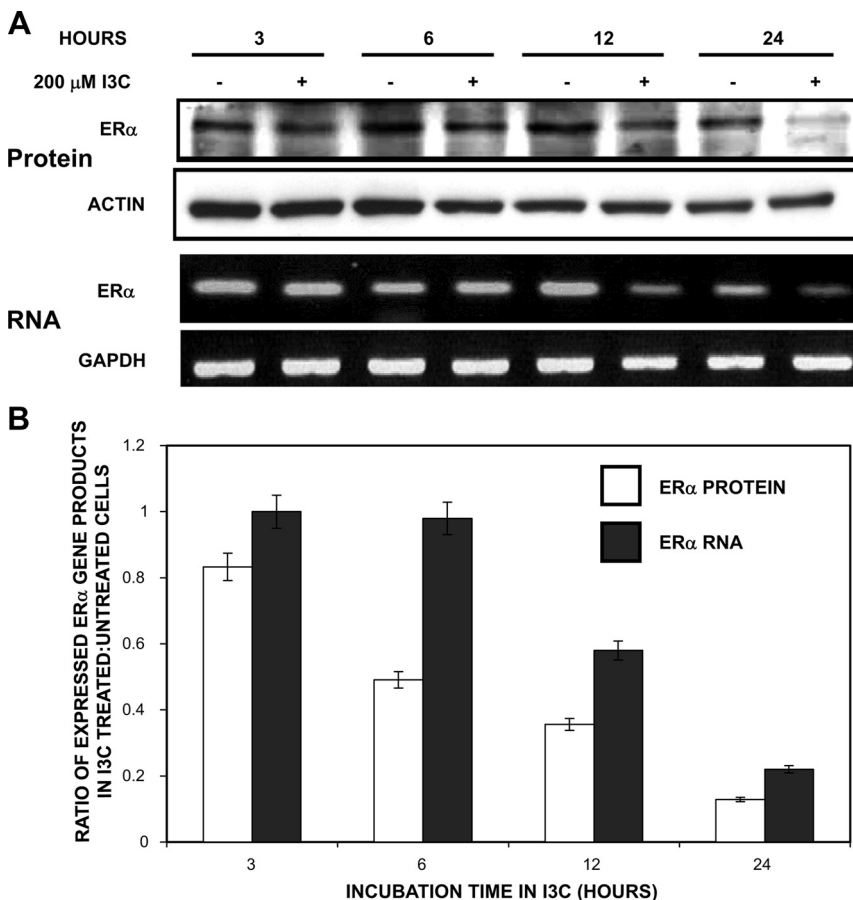 A
HOURS 3 6 12 24
200 μM I3C - + - + - + - +
ERα
Protein
ACTIN
ERα
RNA
GAPDH
B
RATIO OF EXPRESSED ERα GENE PRODUCTS
IN I3C TREATED:UNTREATED CELLS
1.2
1
0.8
0.6
0.4
0.2
0
ERα PROTEIN
ERα RNA
3 6 12 24
INCUBATION TIME IN I3C (HOURS)